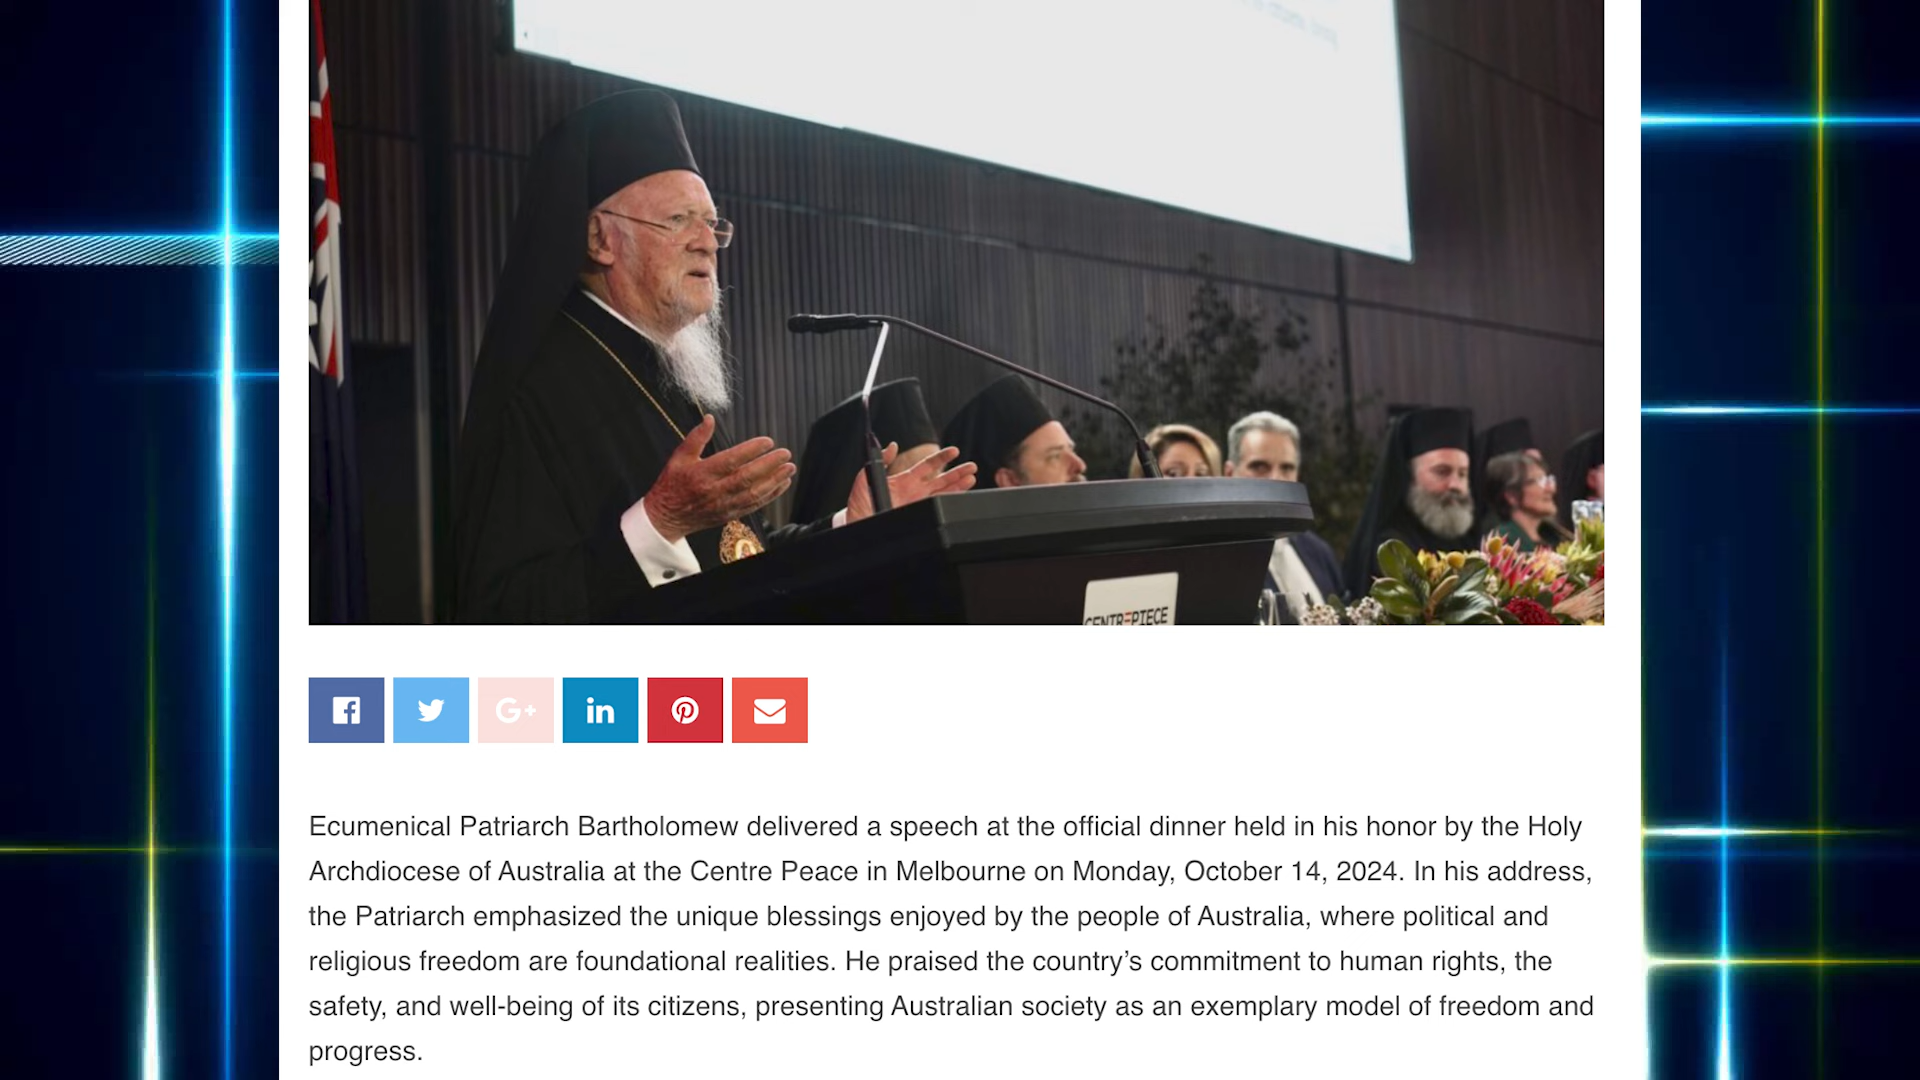 CENTREPIECE
G+
in
Ecumenical Patriarch Bartholomew delivered a speech at the official dinner held in his honor by the Holy
Archdiocese of Australia at the Centre Peace in Melbourne on Monday, October 14, 2024. In his address,
the Patriarch emphasized the unique blessings enjoyed by the people of Australia, where political and
religious freedom are foundational realities. He praised the country’s commitment to human rights, the
safety, and well-being of its citizens, presenting Australian society as an exemplary model of freedom and
progress.